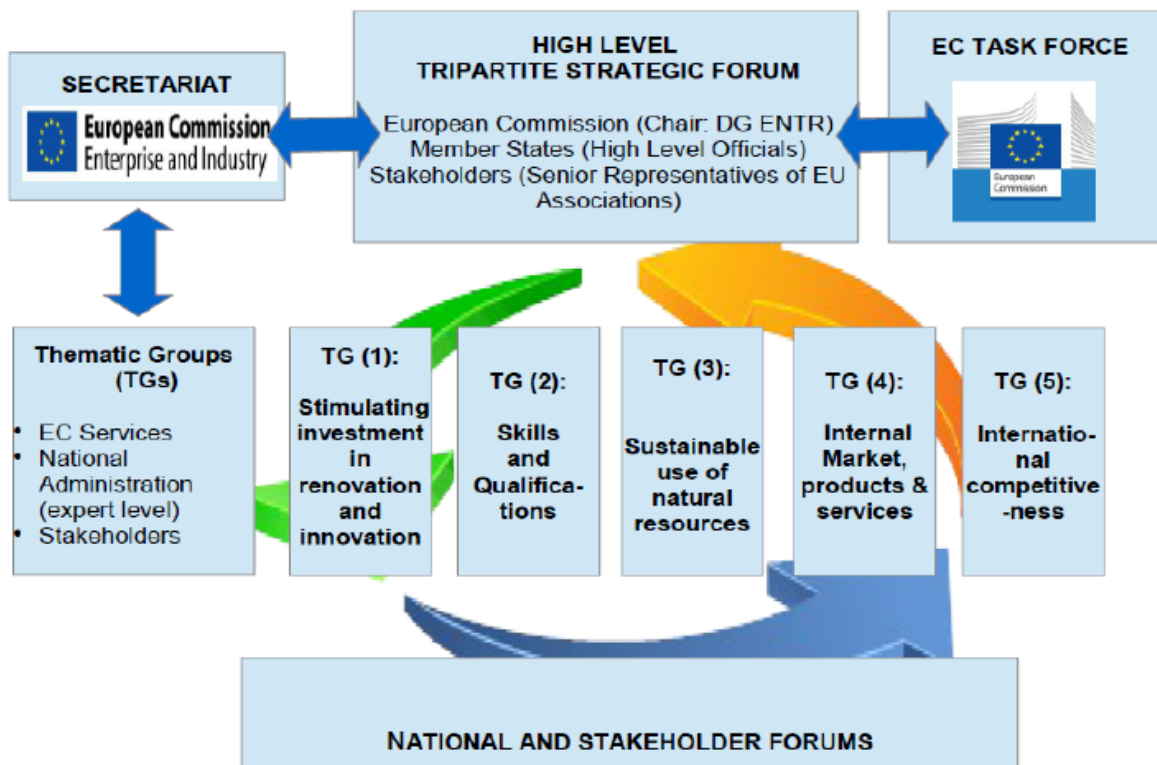 SECRETARIAT
European Commission
Enterprise and Industry
HIGH LEVEL
TRIPARTITE STRATEGIC FORUM
European Commission (Chair: DG ENTR)
Member States (High Level Officials)
Stakeholders (Senior Representatives of EU
Associations)
EC TASK FORCE
European
Commission
Thematic Groups
(TGs)
• EC Services
• National
Administration
(expert level)
• Stakeholders
TG (1):
Stimulating
investment
in
renovation
and
innovation
TG (2):
Skills
and
Qualifica-
tions
TG (3):
Sustainable
use of
natural
resources
TG (4):
Internal
Market,
products &
services
TG (5):
Internatio-
nal
competitive
-ness
NATIONAL AND STAKEHOLDER FORUMS